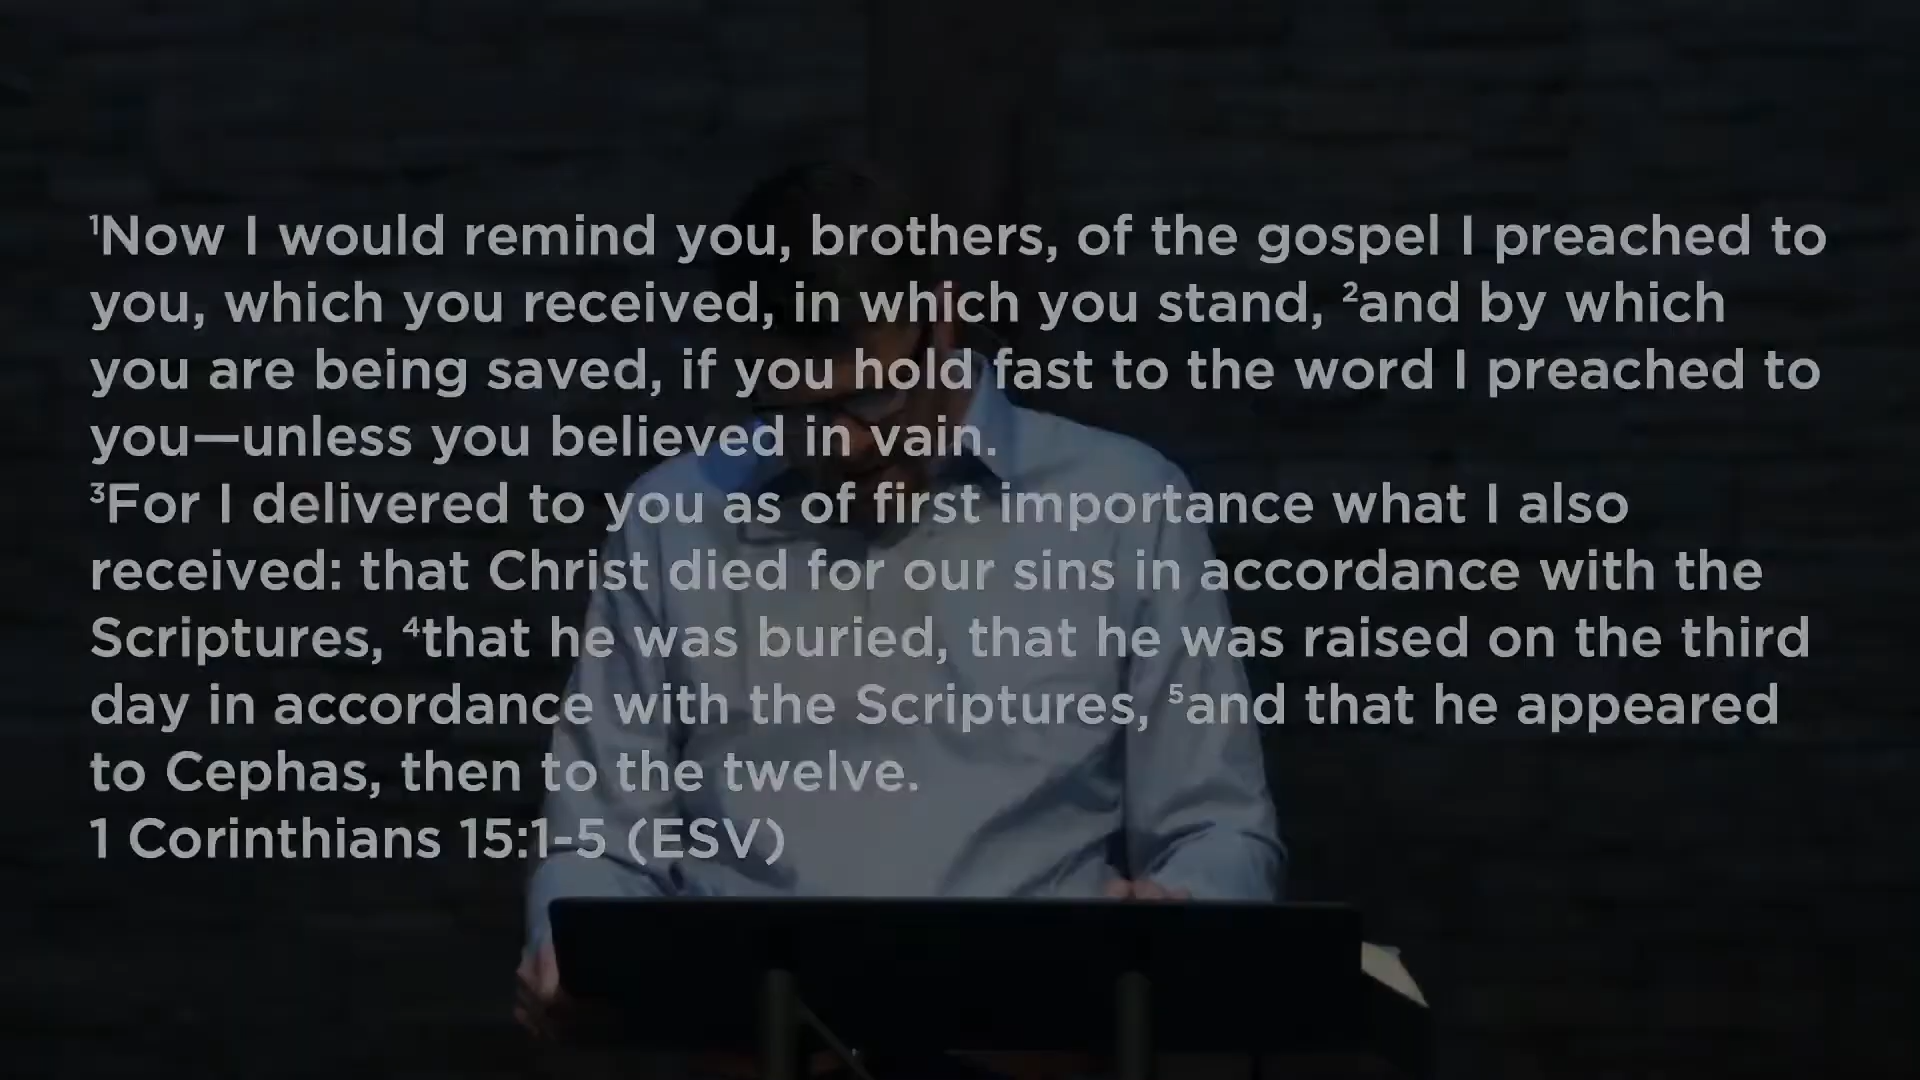 ¹Now I would remind you, brothers, of the gospel I preached to
you, which you received, in which you stand, ²and by which
you are being saved, if you hold fast to the word I preached to
you—unless you believed in vain.
³For I delivered to you as of first importance what I also
received: that Christ died for our sins in accordance with the
Scriptures, ⁴that he was buried, that he was raised on the third
day in accordance with the Scriptures, ⁵and that he appeared
to Cephas, then to the twelve.
1 Corinthians 15:1-5 (ESV)